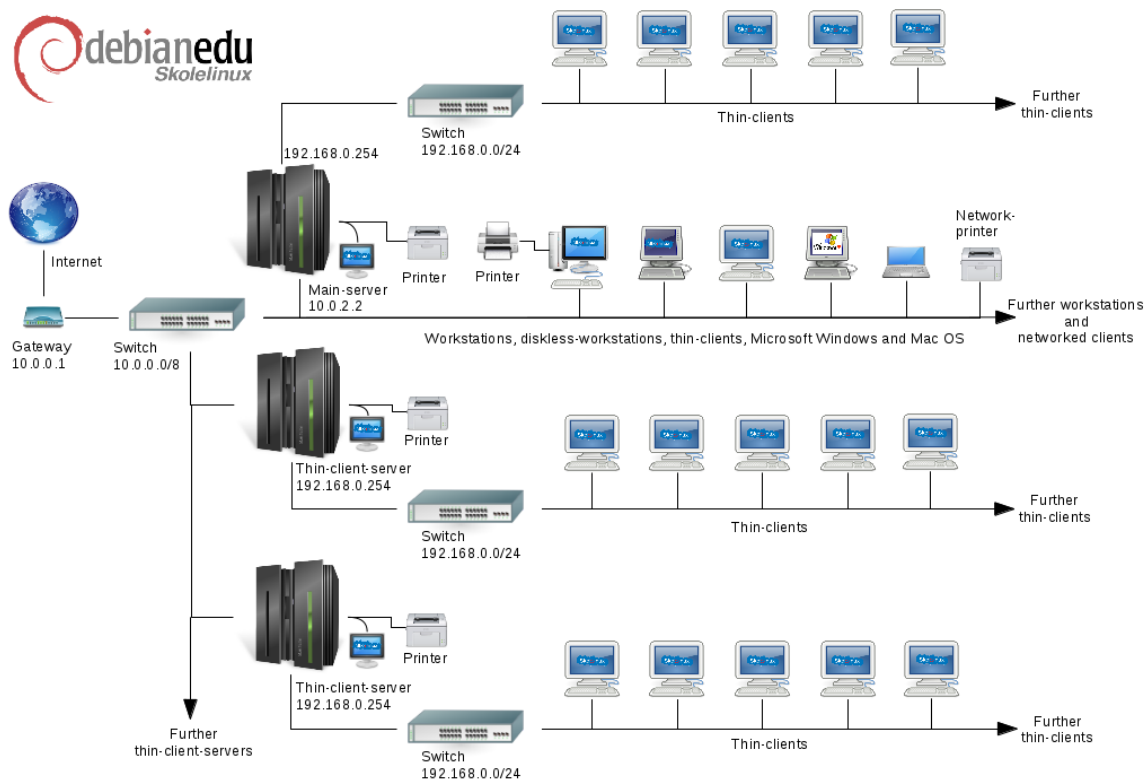 debianedu
Skolelinux
Further
thin-clients
Thin-clients
Switch
192.168.0.0/24
192.168.0.254
Internet
Printer
Printer
Network-
printer
Windows
Main-server
10.0.2.2
Gateway
10.0.0.1
Switch
10.0.0.0/8
Workstations, diskless-workstations, thin-clients, Microsoft Windows and Mac OS
Further workstations
and
networked clients
Printer
Thin-client-server
192.168.0.254
Switch
192.168.0.0/24
Thin-clients
Further
thin-clients
Printer
Thin-client-server
192.168.0.254
Switch
192.168.0.0/24
Thin-clients
Further
thin-clients
Further
thin-client-servers